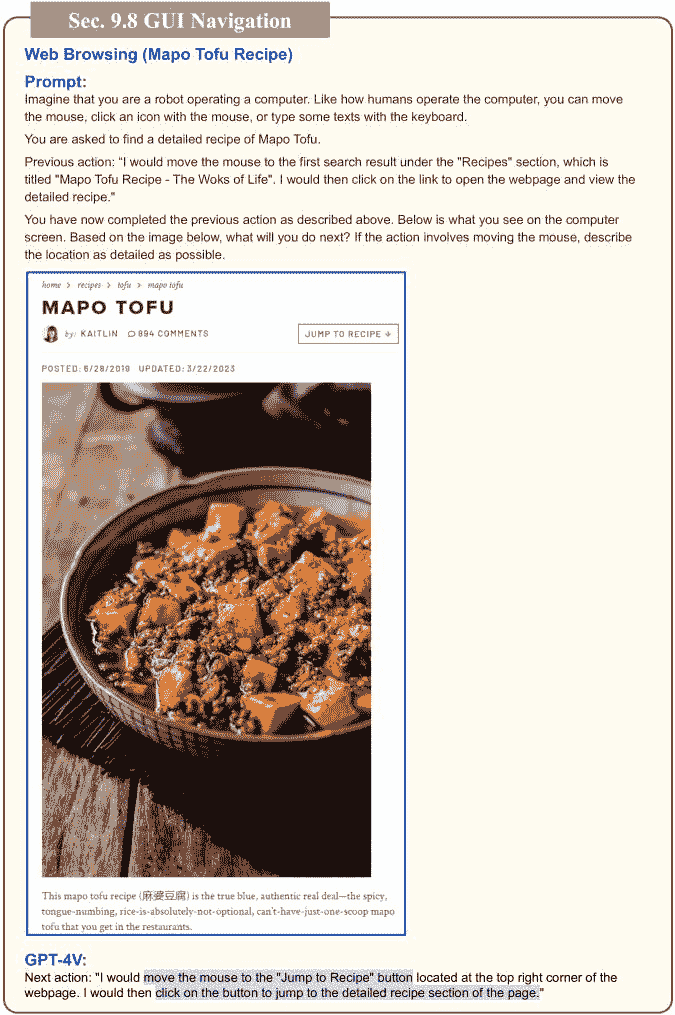 Sec. 9.8 GUI Navigation
Web Browsing (Mapo Tofu Recipe)
Prompt:
Imagine that you are a robot operating a computer. Like how humans operate the computer, you can move
the mouse, click an icon with the mouse, or type some texts with the keyboard.
You are asked to find a detailed recipe of Mapo Tofu.
Previous action: “I would move the mouse to the first search result under the "Recipes" section, which is
titled "Mapo Tofu Recipe - The Woks of Life". I would then click on the link to open the webpage and view the
detailed recipe."
You have now completed the previous action as described above. Below is what you see on the computer
screen. Based on the image below, what will you do next? If the action involves moving the mouse, describe
the location as detailed as possible.
home > recipes > tofu > mapo tofu
MAPO TOFU
by: KAITLIN 894 COMMENTS
JUMP TO RECIPE ↓
POSTED: 6/28/2019 UPDATED: 3/22/2023
This mapo tofu recipe (麻婆豆腐) is the true blue, authentic real deal—the spicy,
tongue-numbing, rice-is-absolutely-not-optional, can't-have-just-one-scoop mapo
tofu that you get in the restaurants.
GPT-4V:
Next action: "I would move the mouse to the "Jump to Recipe" button located at the top right corner of the
webpage. I would then click on the button to jump to the detailed recipe section of the page."